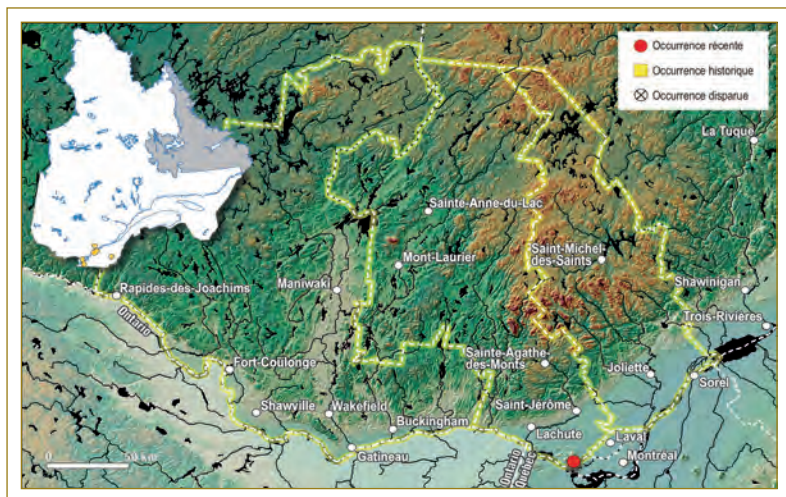 Occurrence récente
Occurrence historique
Occurrence disparue
La Tuque
Sainte-Anne-du-Lac
Saint-Michel
des-Saints
Mont-Laurier
Maniwaki
Shawinigan
Rapides-des-Joachims
Trois-Rivières
Ontario
Fort-Coulonge
Sainte-Agathe
des-Monts
Joliette
Sorel
Shawville
Wakefield
Buckingham
Saint-Jérôme
Lachute
Laval
Gatineau
Ontario
Québec
Montréal
0
50 km